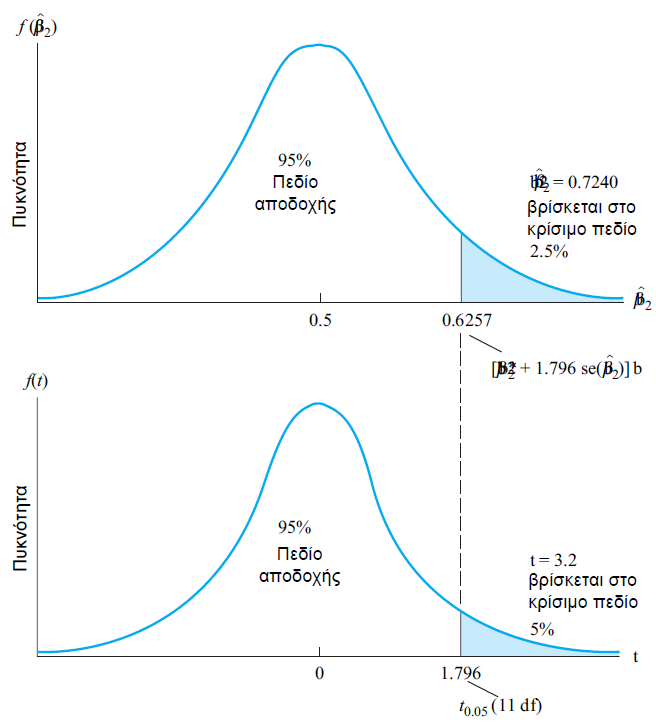 f (β̂₂)
Πυκνότητα
95%
Πεδίο
αποδοχής
β̂₂ = 0.7240
βρίσκεται στο
κρίσιμο πεδίο
2.5%
0.5
0.6257
β̂₂
+ 1.796 se(β̂₂)] b
f(t)
Πυκνότητα
95%
Πεδίο
αποδοχής
t = 3.2
βρίσκεται στο
κρίσιμο πεδίο
5%
0
1.796
t
t₀.₀₅ (11 df)